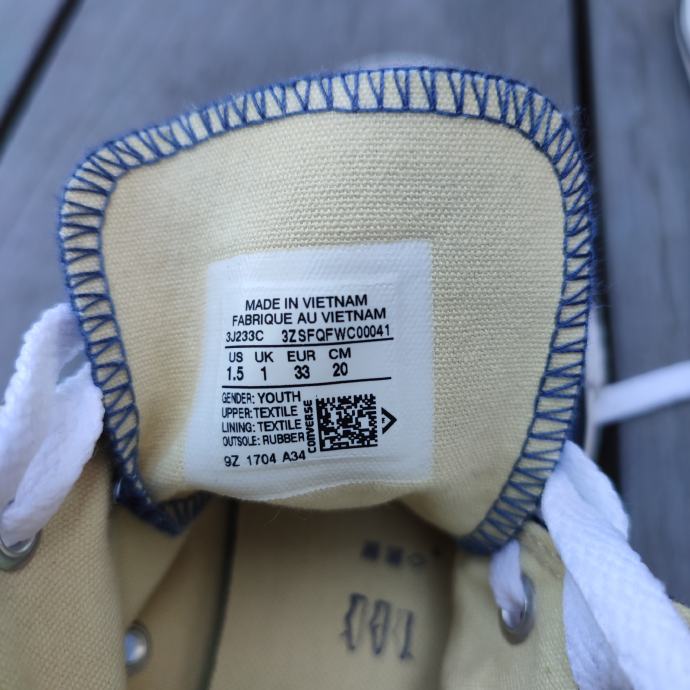 MADE IN VIETNAM
FABRIQUE AU VIETNAM
3J233C 3ZSFQFWC00041
US UK EUR CM
1.5 1 33 20
GENDER: YOUTH
UPPER: TEXTILE
LINING: TEXTILE
OUTSOLE: RUBBER
CONVERSE
9Z 1704 A34